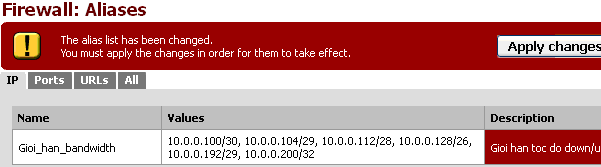 Firewall: Aliases
The alias list has been changed.
You must apply the changes in order for them to take effect.
Apply changes
IP Ports URLs All
Name Values Description
Gioi_han_bandwidth 10.0.0.100/30, 10.0.0.104/29, 10.0.0.112/28, 10.0.0.128/26, Gioi han toc do down/u
10.0.0.192/29, 10.0.0.200/32